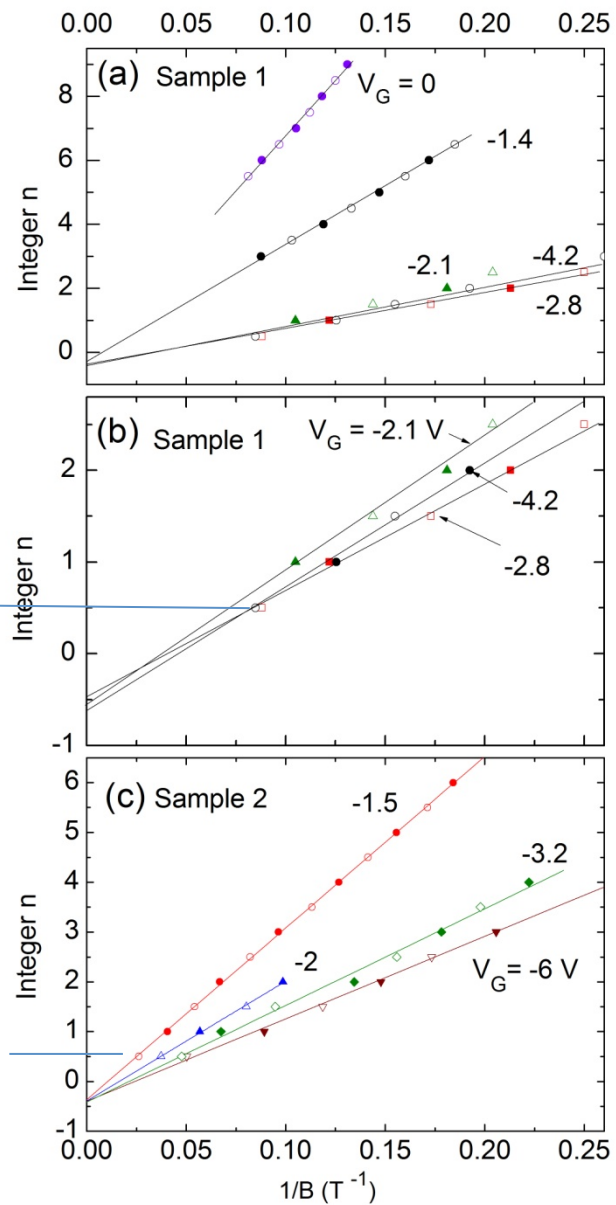 0.00 0.05 0.10 0.15 0.20 0.25
(a) Sample 1
V_G = 0
-1.4
-2.1
-4.2
-2.8
8
6
4
2
0
Integer n
(b) Sample 1
V_G = -2.1 V
-4.2
-2.8
2
1
0
-1
Integer n
(c) Sample 2
-1.5
-3.2
-2
V_G = -6 V
6
5
4
3
2
1
0
-1
Integer n
0.00 0.05 0.10 0.15 0.20 0.25
1/B (T⁻¹)